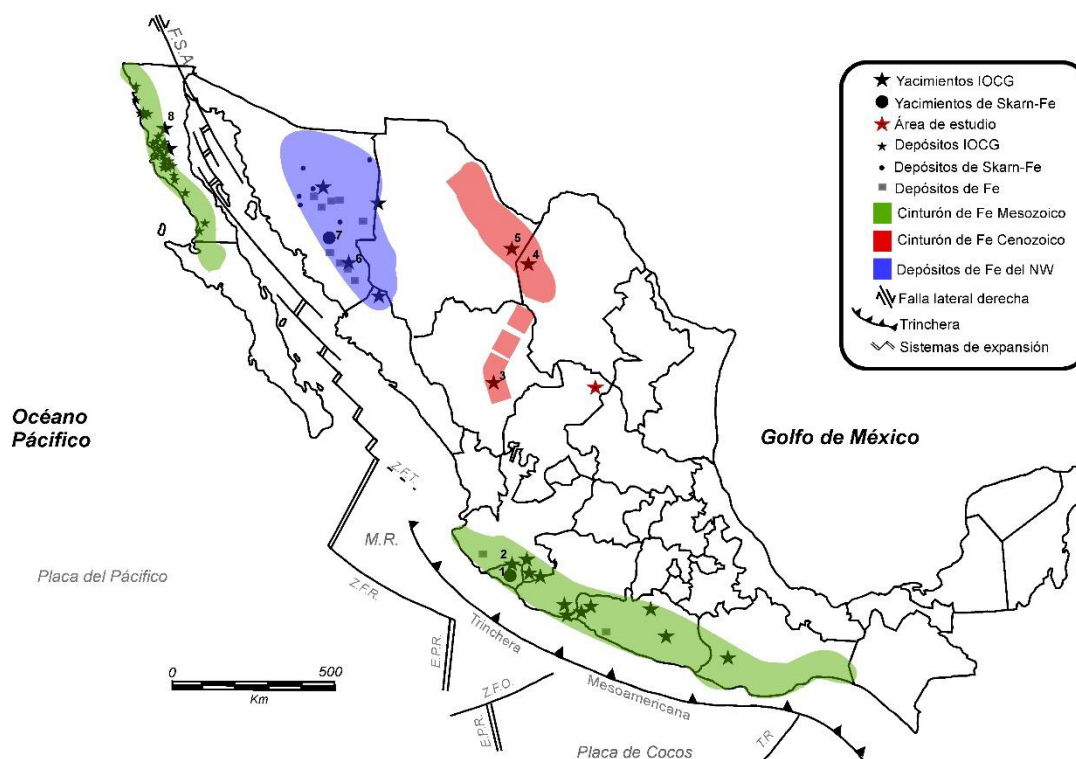 F.S.A
8
7
6
5
4
3
Yacimientos IOCG
Yacimientos de Skarn-Fe
Área de estudio
Depósitos IOCG
Depósitos de Skarn-Fe
Depósitos de Fe
Cinturón de Fe Mesozoico
Cinturón de Fe Cenozoico
Depósitos de Fe del NW
Falla lateral derecha
Trinchera
Sistemas de expansión
Océano
Pácifico
Golfo de México
Z.F.T.
M.R.
2
1
Placa del Pácifico
Z.F.R.
Trinchera
Mesoamericana
E.P.R.
0 500
Km
Z.F.O.
E.P.R.
Placa de Cocos
T.R